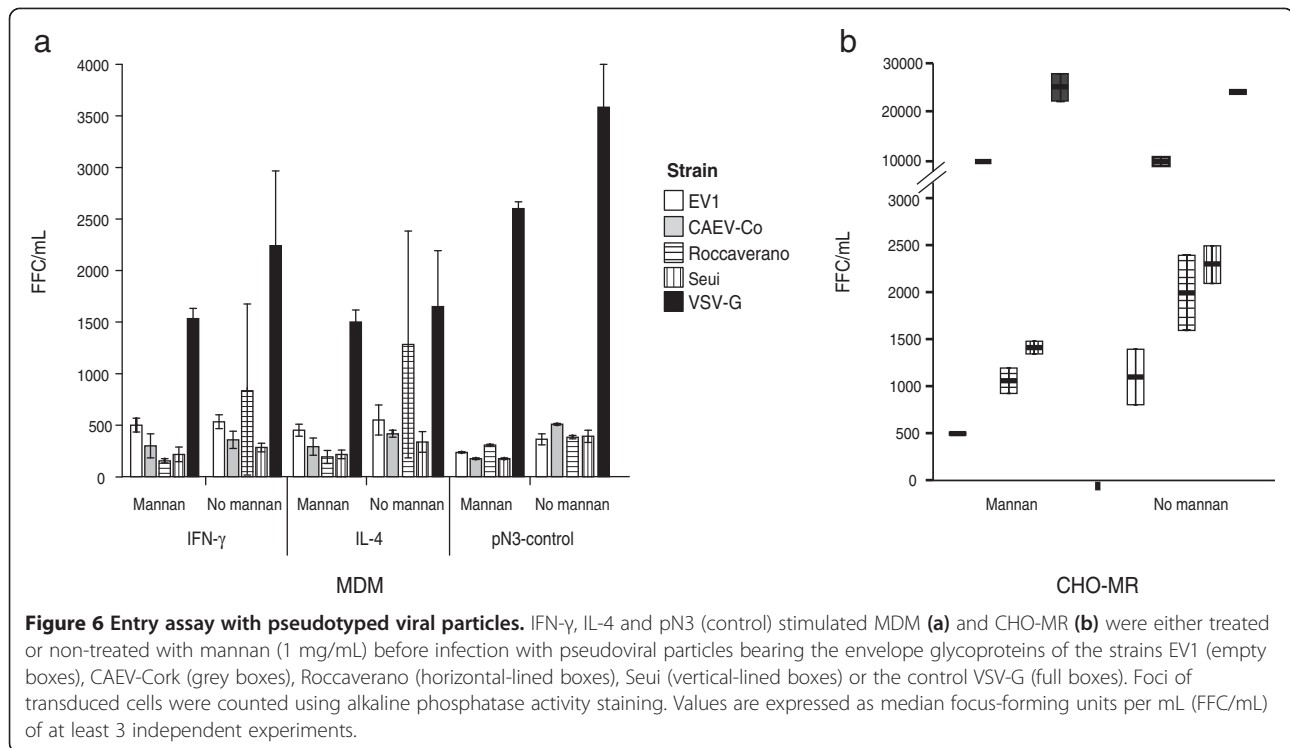 a
4000
3500
3000
2500
2000
1500
1000
500
0
FFC/mL
Mannan No mannan Mannan No mannan Mannan No mannan
IFN-γ IL-4 pN3-control
MDM
Strain
EV1
CAEV-Co
Roccaverano
Seui
VSV-G
b
30000
20000
10000
3000
2500
2000
1500
1000
500
0
FFC/mL
Mannan No mannan
CHO-MR
Figure 6 Entry assay with pseudotyped viral particles. IFN-γ, IL-4 and pN3 (control) stimulated MDM (a) and CHO-MR (b) were either treated
or non-treated with mannan (1 mg/mL) before infection with pseudoviral particles bearing the envelope glycoproteins of the strains EV1 (empty
boxes), CAEV-Cork (grey boxes), Roccaverano (horizontal-lined boxes), Seui (vertical-lined boxes) or the control VSV-G (full boxes). Foci of
transduced cells were counted using alkaline phosphatase activity staining. Values are expressed as median focus-forming units per mL (FFC/mL)
of at least 3 independent experiments.